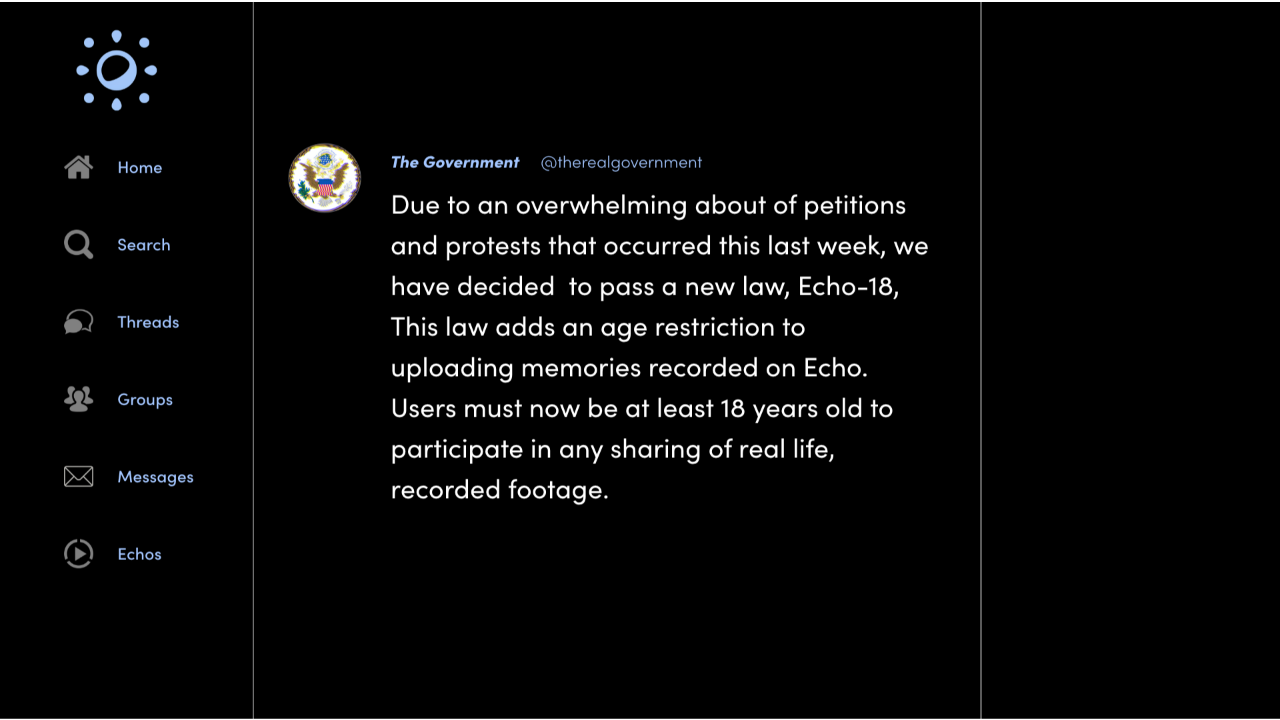 Home
Search
Threads
Groups
Messages
Echos
The Government @therealgovernment
Due to an overwhelming about of petitions
and protests that occurred this last week, we
have decided  to pass a new law, Echo-18,
This law adds an age restriction to
uploading memories recorded on Echo.
Users must now be at least 18 years old to
participate in any sharing of real life,
recorded footage.